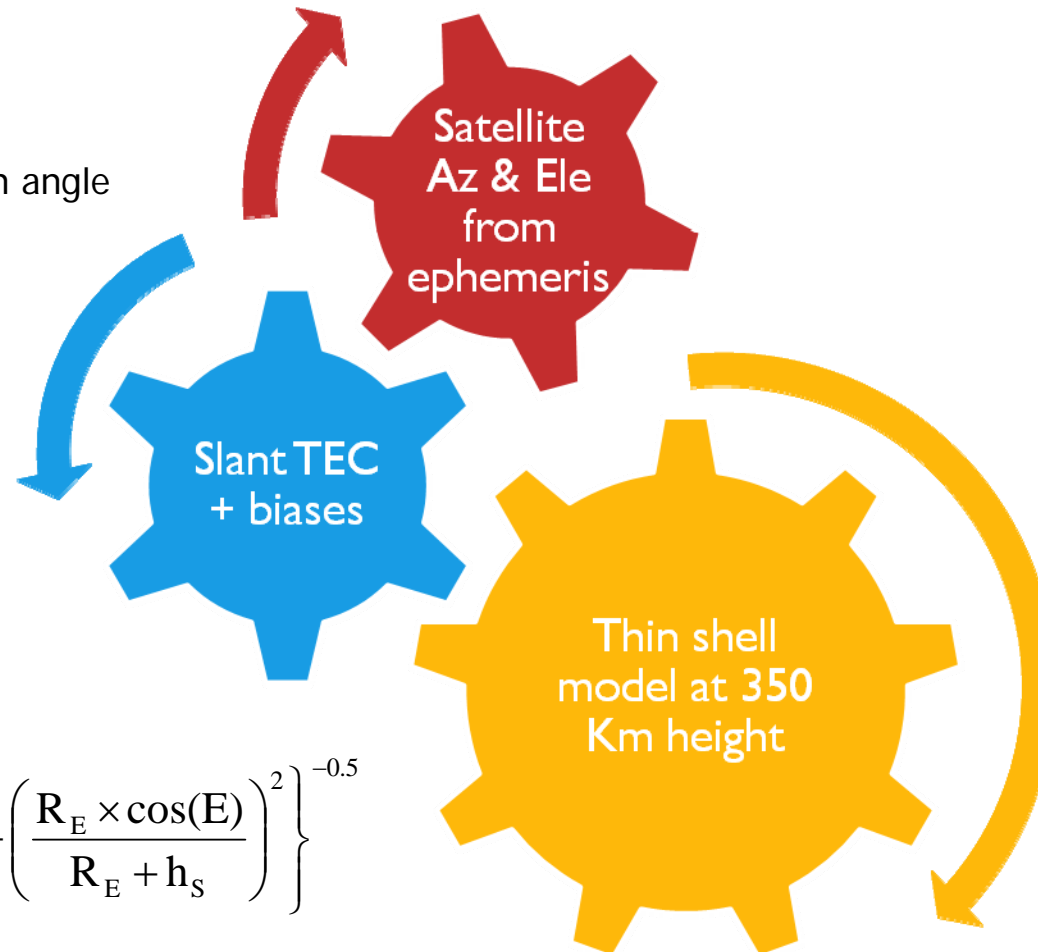 angle
Satellite
Az & Ele
from
ephemeris
Slant TEC
+ biases
Thin shell
model at 350
Km height
(R_E × cos(E) / R_E + h_S)^2}^−0.5